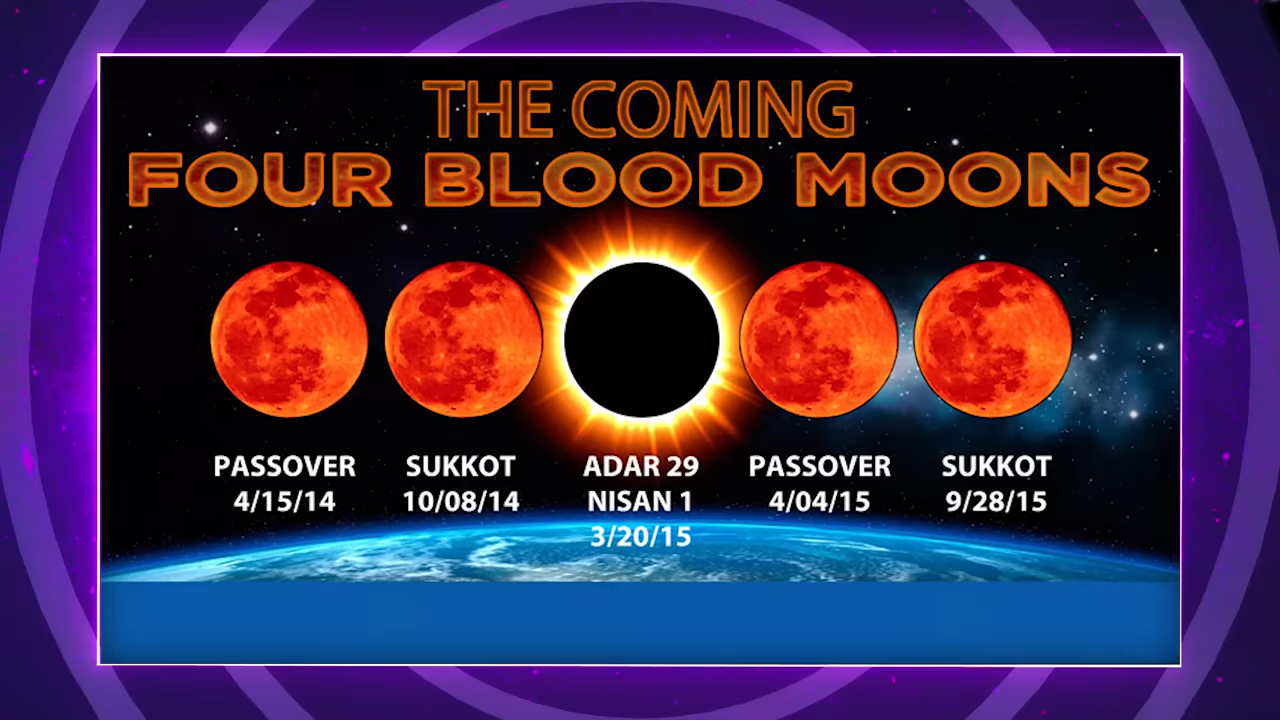 THE COMING
FOUR BLOOD MOONS
PASSOVER
4/15/14
SUKKOT
10/08/14
ADAR 29
NISAN 1
3/20/15
PASSOVER
4/04/15
SUKKOT
9/28/15